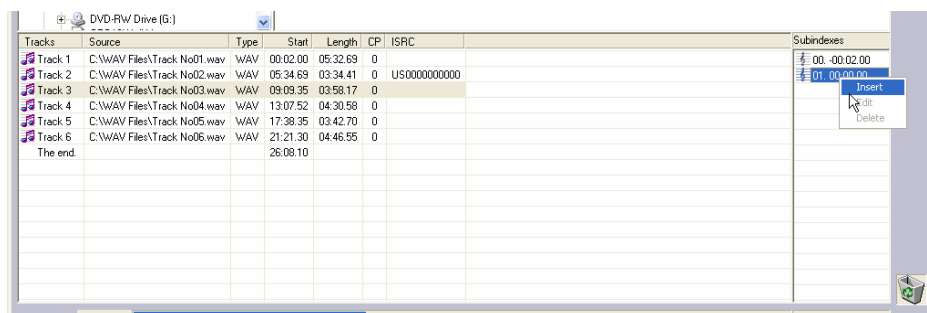 DVD-RW Drive (G:)
Tracks Source Type Start Length CP ISRC Subindexes
Track 1 C:\WAV Files\Track No01.wav WAV 00:02.00 05:32.69 0 00. -00:02.00
Track 2 C:\WAV Files\Track No02.wav WAV 05:34.69 03:34.41 0 US0000000000 01. 00:00.00
Track 3 C:\WAV Files\Track No03.wav WAV 09:09.35 03:58.17 0 Insert
Track 4 C:\WAV Files\Track No04.wav WAV 13:07.52 04:30.58 0 Edit
Track 5 C:\WAV Files\Track No05.wav WAV 17:38.35 03:42.70 0 Delete
Track 6 C:\WAV Files\Track No06.wav WAV 21:21.30 04:46.55 0
The end. 26:08.10